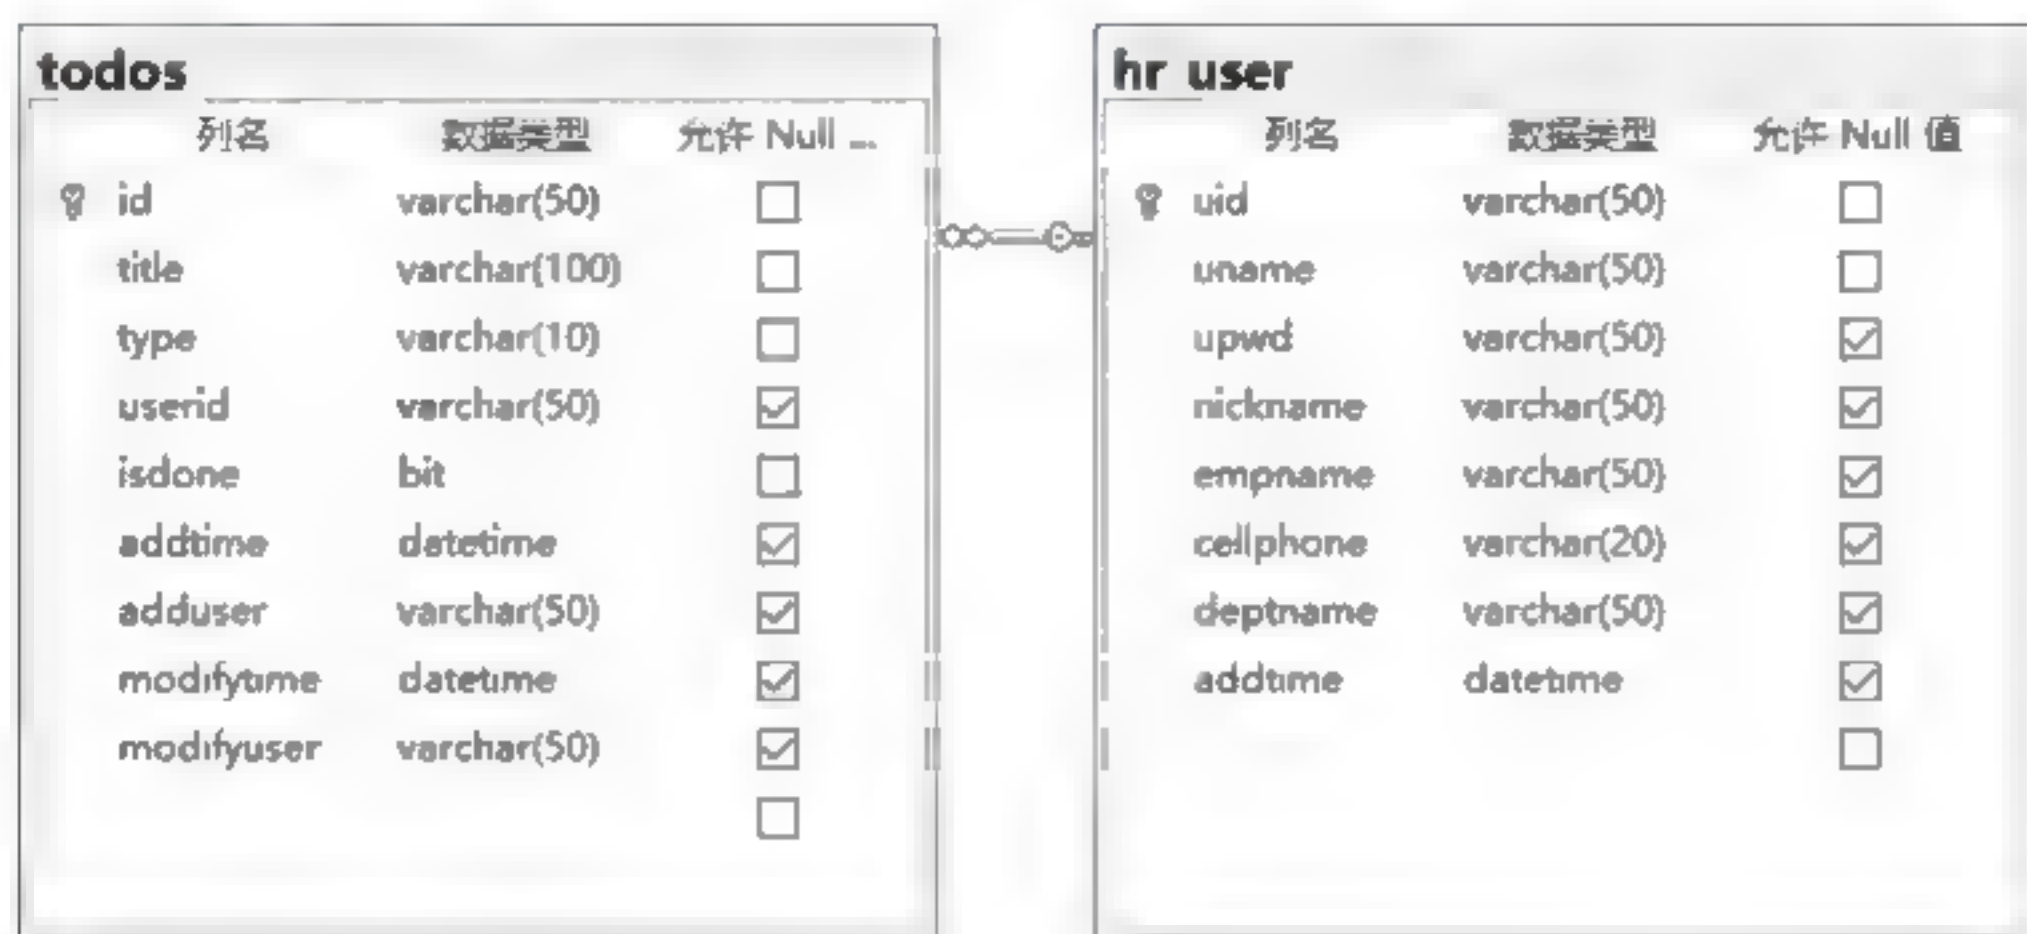 todos
列名 数据类型 允许 Null ...
id varchar(50)
title varchar(100)
type varchar(10)
userid varchar(50)
isdone bit
addtime datetime
adduser varchar(50)
modifytime datetime
modifyuser varchar(50)
hr user
列名 数据类型 允许 Null 值
uid varchar(50)
uname varchar(50)
upwd varchar(50)
nickname varchar(50)
empname varchar(50)
cellphone varchar(20)
deptname varchar(50)
addtime datetime